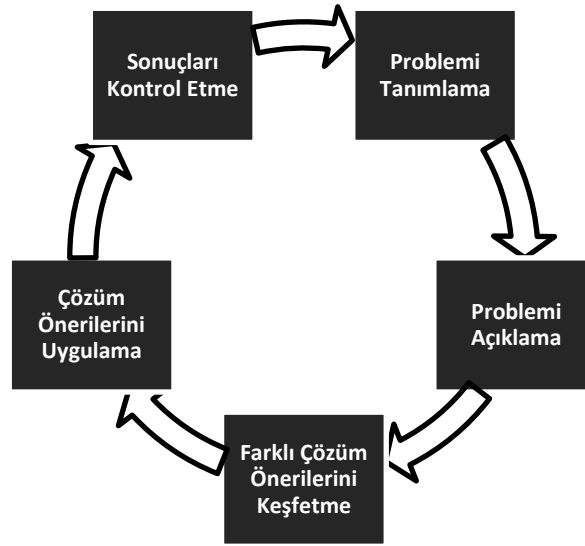 Sonuçları
Kontrol Etme
Problemi
Tanımlama
Problemi
Açıklama
Farklı Çözüm
Önerilerini
Keşfetme
Çözüm
Önerilerini
Uygulama